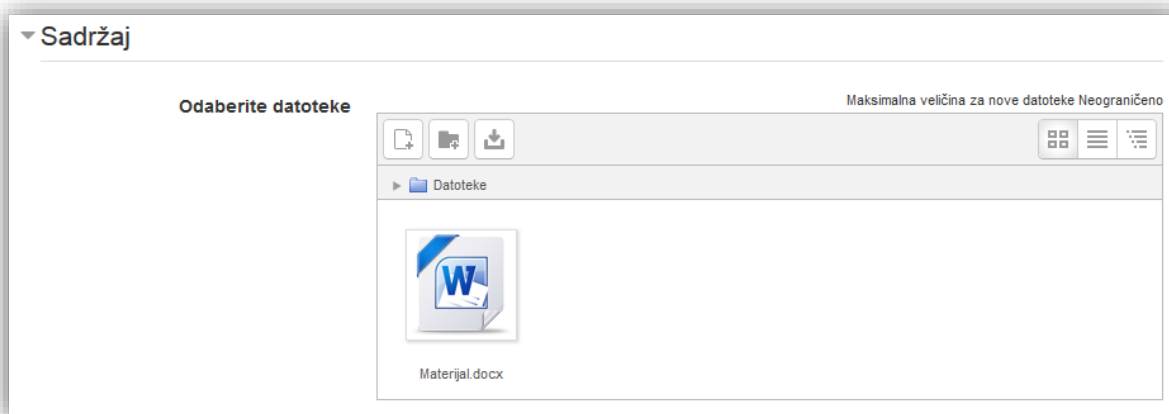 Sadržaj
Odaberite datoteke
Maksimalna veličina za nove datoteke Neograničeno
Datoteke
W
Materijal.docx